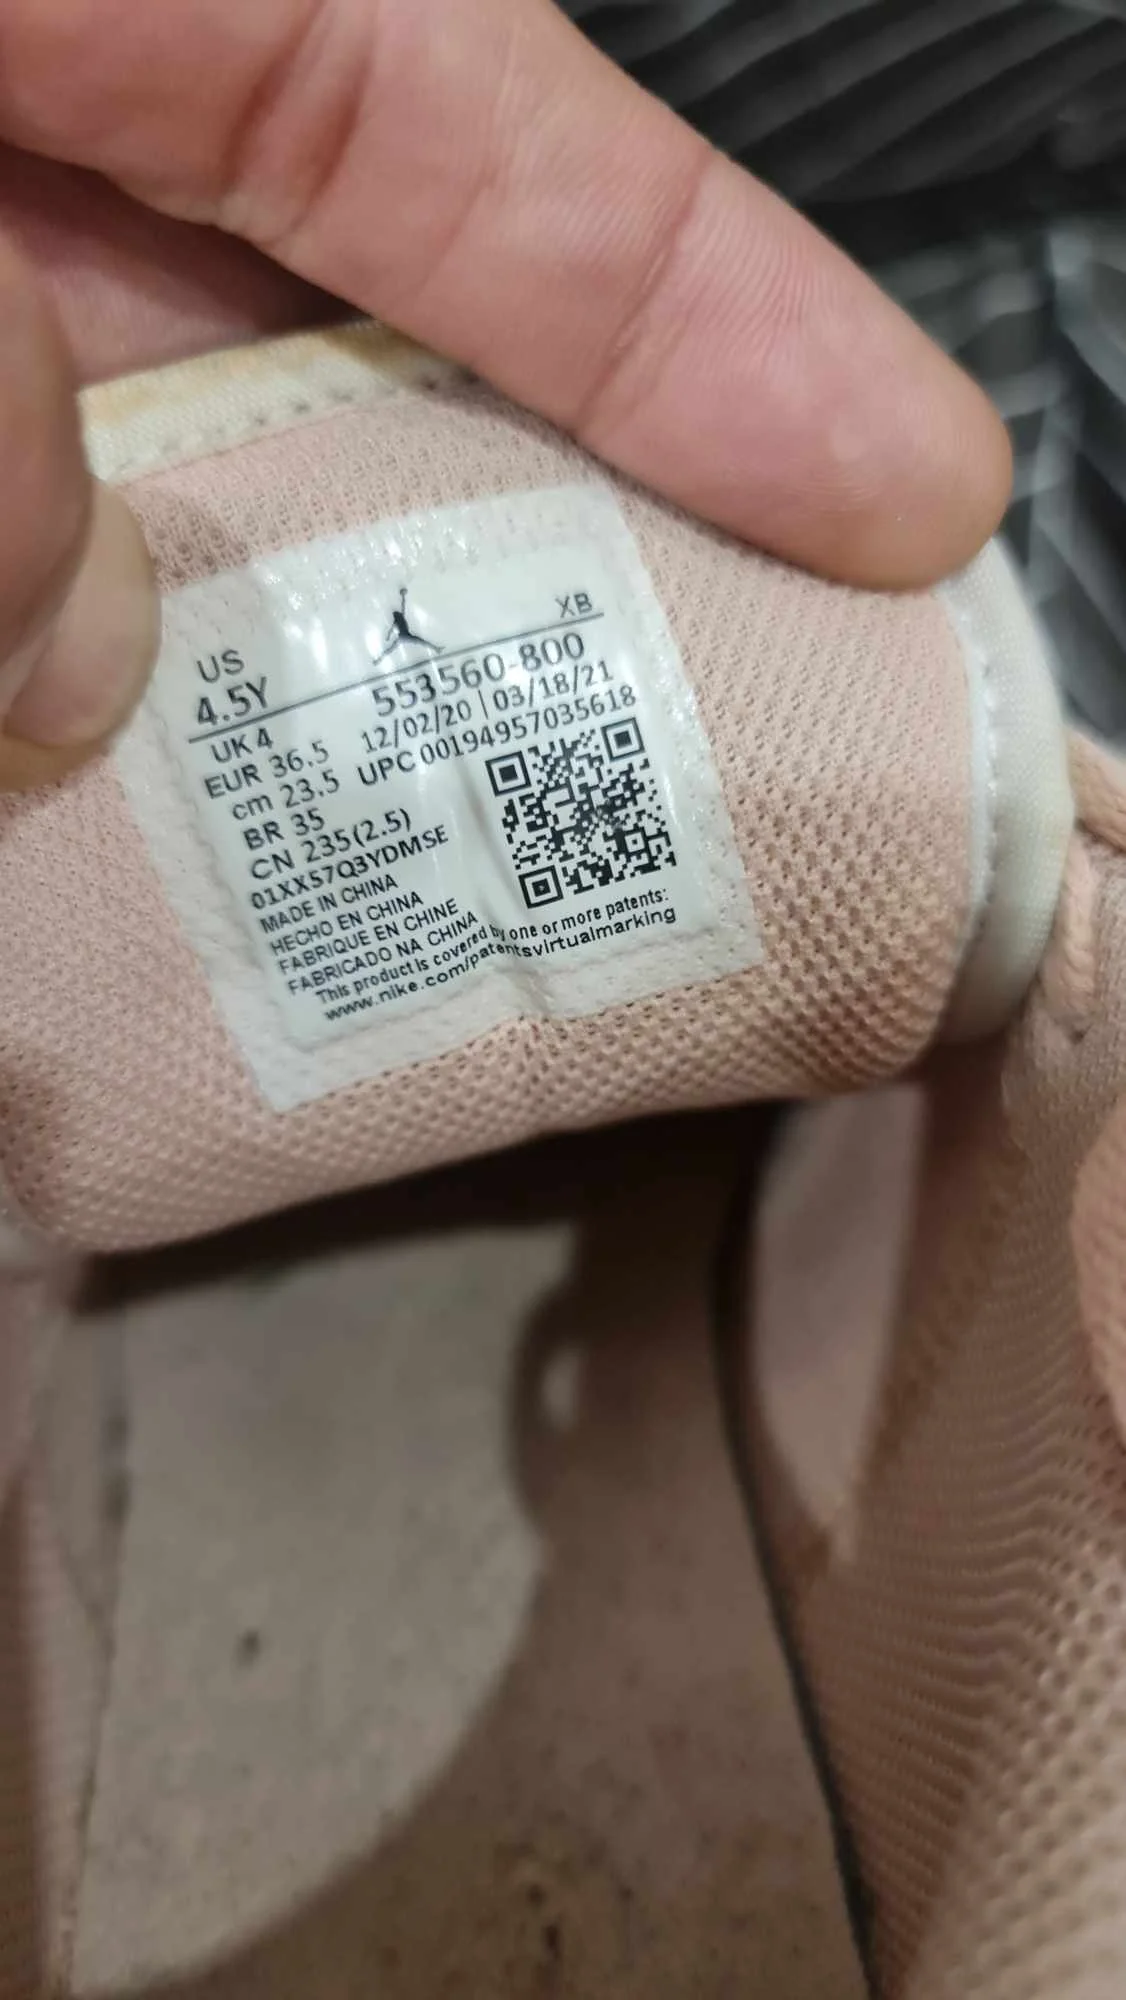 US
4.5Y
XB
553560-800
12/02/20 | 03/18/21
UPC 00194957035618
UK 4
EUR 36.5
cm 23.5
BR 35
CN 235(2.5)
01XX57Q3YDMSE
MADE IN CHINA
HECHO EN CHINA
FABRIQUE EN CHINE
FABRICADO NA CHINA
This product is covered by one or more patents:
www.nike.com/patentsvirtualmarking